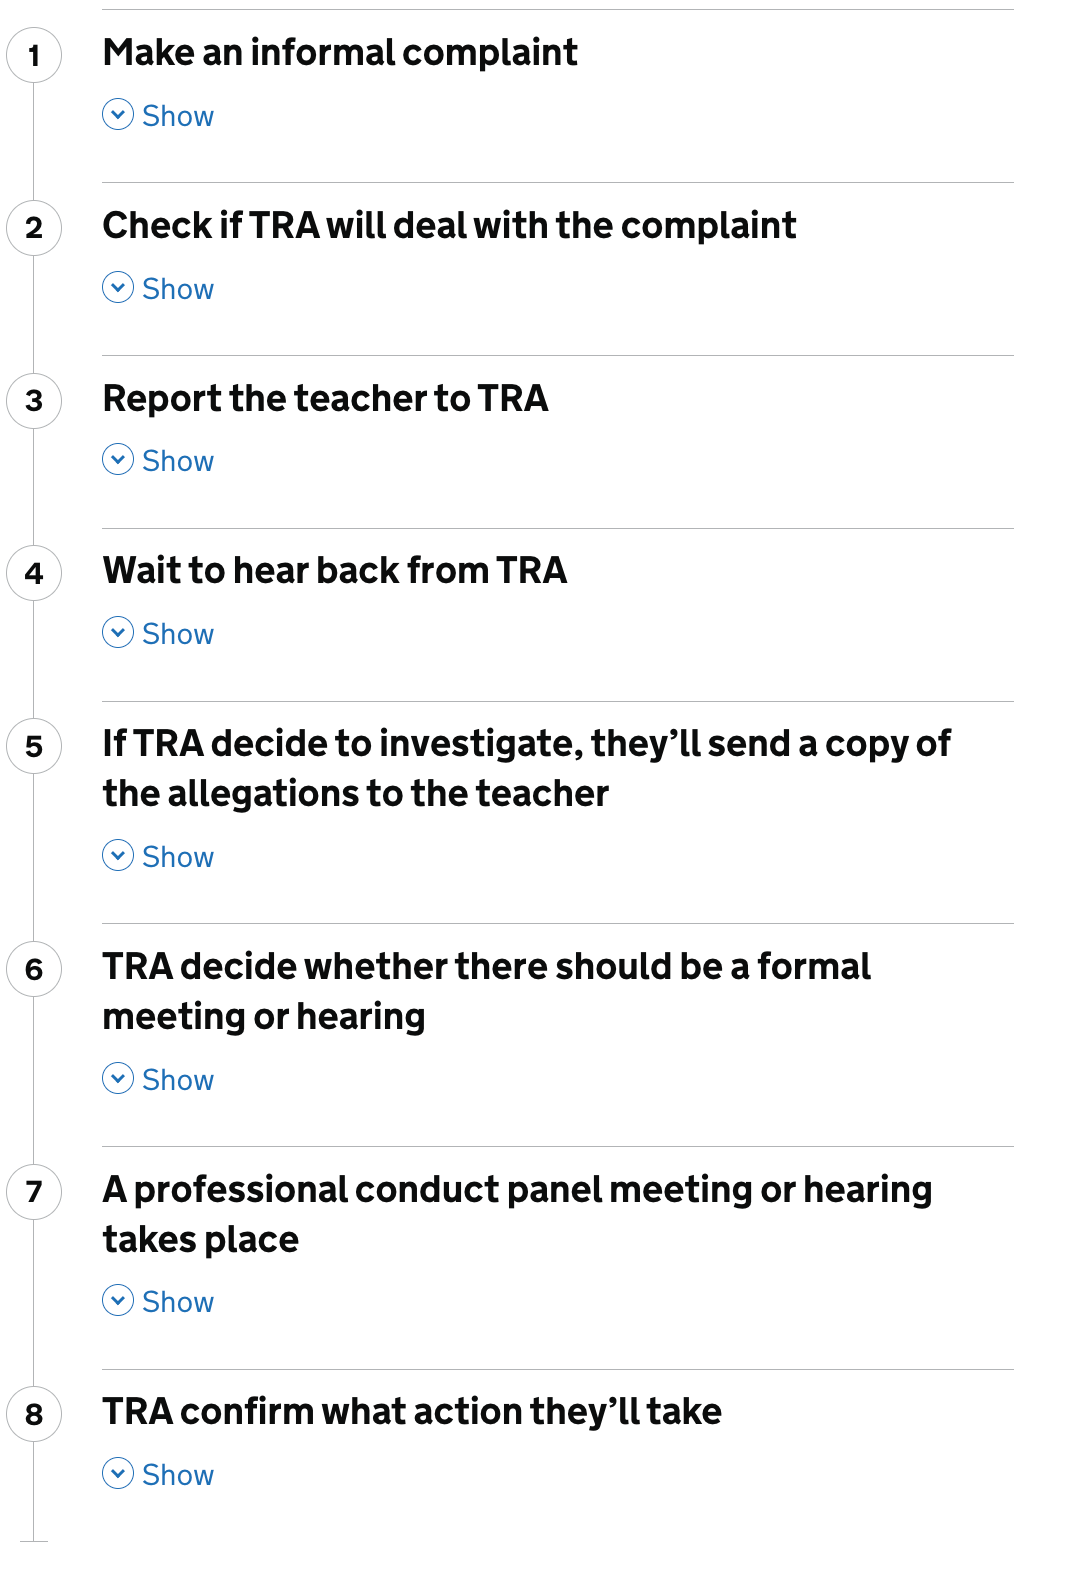 1
Make an informal complaint
Show
2
Check if TRA will deal with the complaint
Show
3
Report the teacher to TRA
Show
4
Wait to hear back from TRA
Show
5
If TRA decide to investigate, they’ll send a copy of
the allegations to the teacher
Show
6
TRA decide whether there should be a formal
meeting or hearing
Show
7
A professional conduct panel meeting or hearing
takes place
Show
8
TRA confirm what action they’ll take
Show